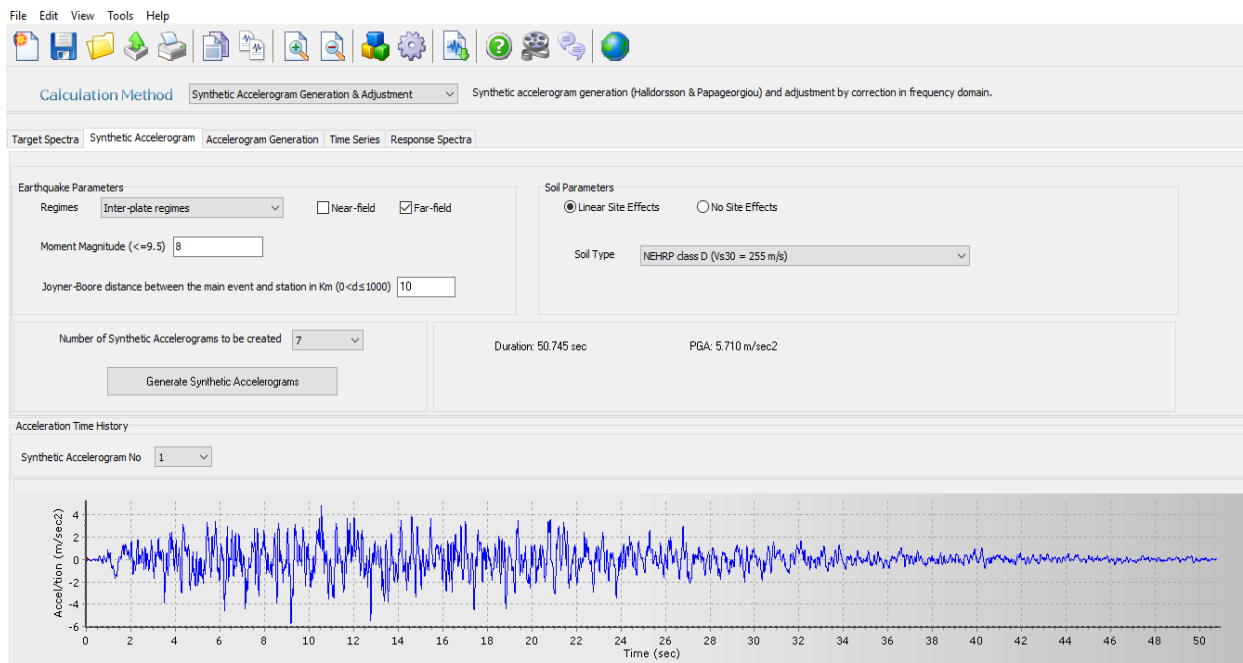 File Edit View Tools Help
Calculation Method Synthetic Accelerogram Generation & Adjustment Synthetic accelerogram generation (Halldorsson & Papageorgiou) and adjustment by correction in frequency domain.
Target Spectra Synthetic Accelerogram Accelerogram Generation Time Series Response Spectra
Earthquake Parameters
Regimes Inter-plate regimes Near-field Far-field
Moment Magnitude (<=9.5) 8
Joyner-Boore distance between the main event and station in Km (0<d≤1000) 10
Soil Parameters
Linear Site Effects No Site Effects
Soil Type NEHRP class D (Vs30 = 255 m/s)
Number of Synthetic Accelerograms to be created 7
Generate Synthetic Accelerograms
Duration: 50.745 sec PGA: 5.710 m/sec2
Acceleration Time History
Synthetic Accelerogram No 1
Accel/tion (m/sec2)
4
2
0
-2
-4
-6
0 2 4 6 8 10 12 14 16 18 20 22 24 26 28 30 32 34 36 38 40 42 44 46 48 50
Time (sec)